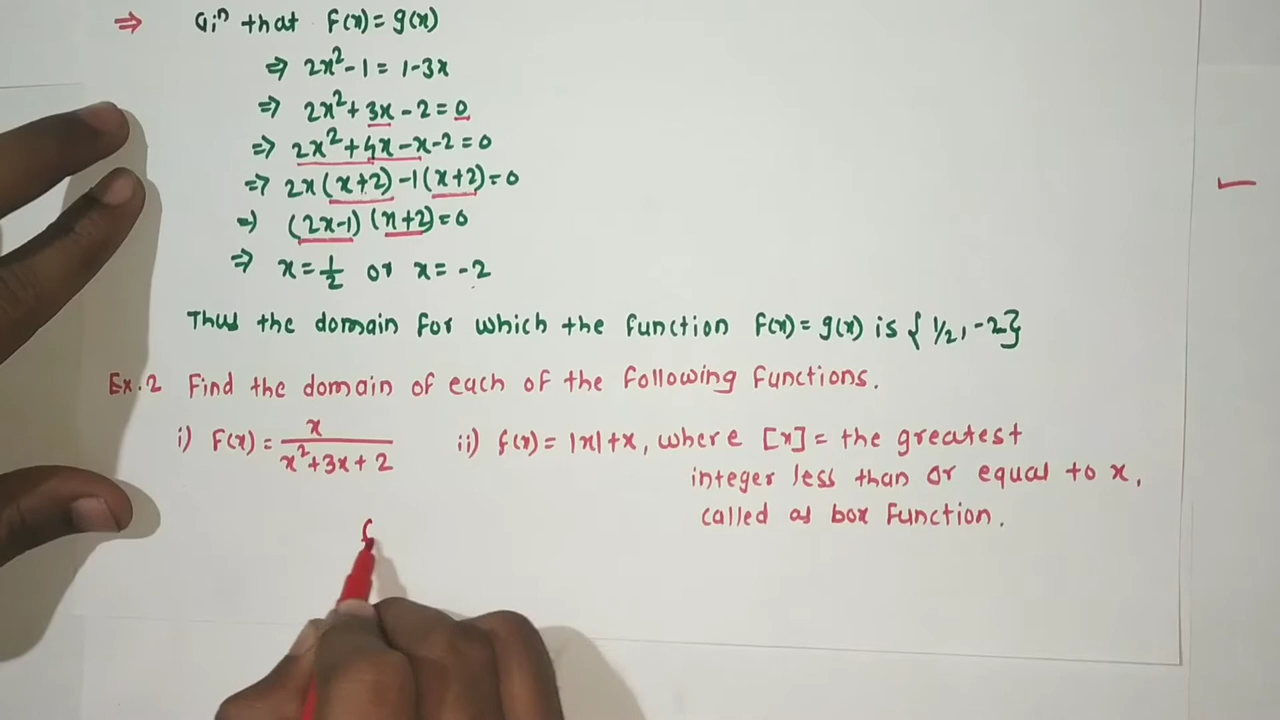 ⇒ Giⁿ that f(x) = g(x)
⇒ 2x² - 1 = 1 - 3x
⇒ 2x² + 3x - 2 = 0
⇒ 2x² + 4x - x - 2 = 0
⇒ 2x (x+2) - 1 (x+2) = 0
⇒ (2x-1) (x+2) = 0
⇒ x = 1/2 or x = -2
Thus the domain for which the function f(x) = g(x) is {1/2, -2}
Ex.2 Find the domain of each of the following functions.
i) f(x) = x/(x²+3x+2) ii) f(x) = |x|+x, where [x] = the greatest
integer less than or equal to x,
called as box function.